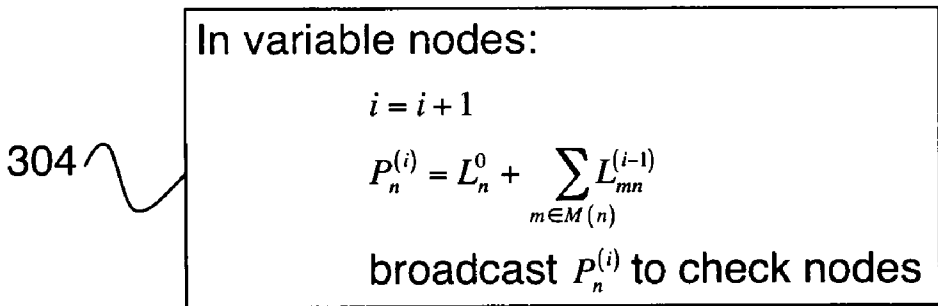 In variable nodes:
i = i + 1
304
P_n^{(i)} = L_n^0 + \sum_{m \in M(n)} L_{mn}^{(i-1)}
broadcast P_n^{(i)} to check nodes